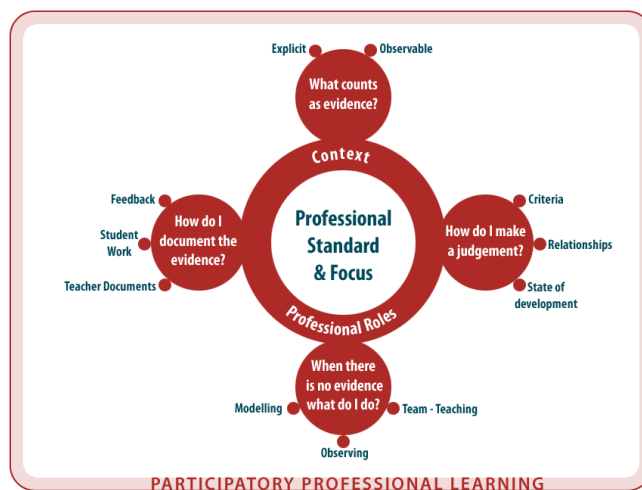 Explicit
Observable
What counts
as evidence?
Context
Feedback
Student
Work
Teacher Documents
How do I
document the
evidence?
Professional
Standard
& Focus
How do I make
a judgement?
Criteria
Relationships
State of
development
Professional Roles
When there
is no evidence
what do I do?
Modelling
Team - Teaching
Observing
PARTICIPATORY PROFESSIONAL LEARNING